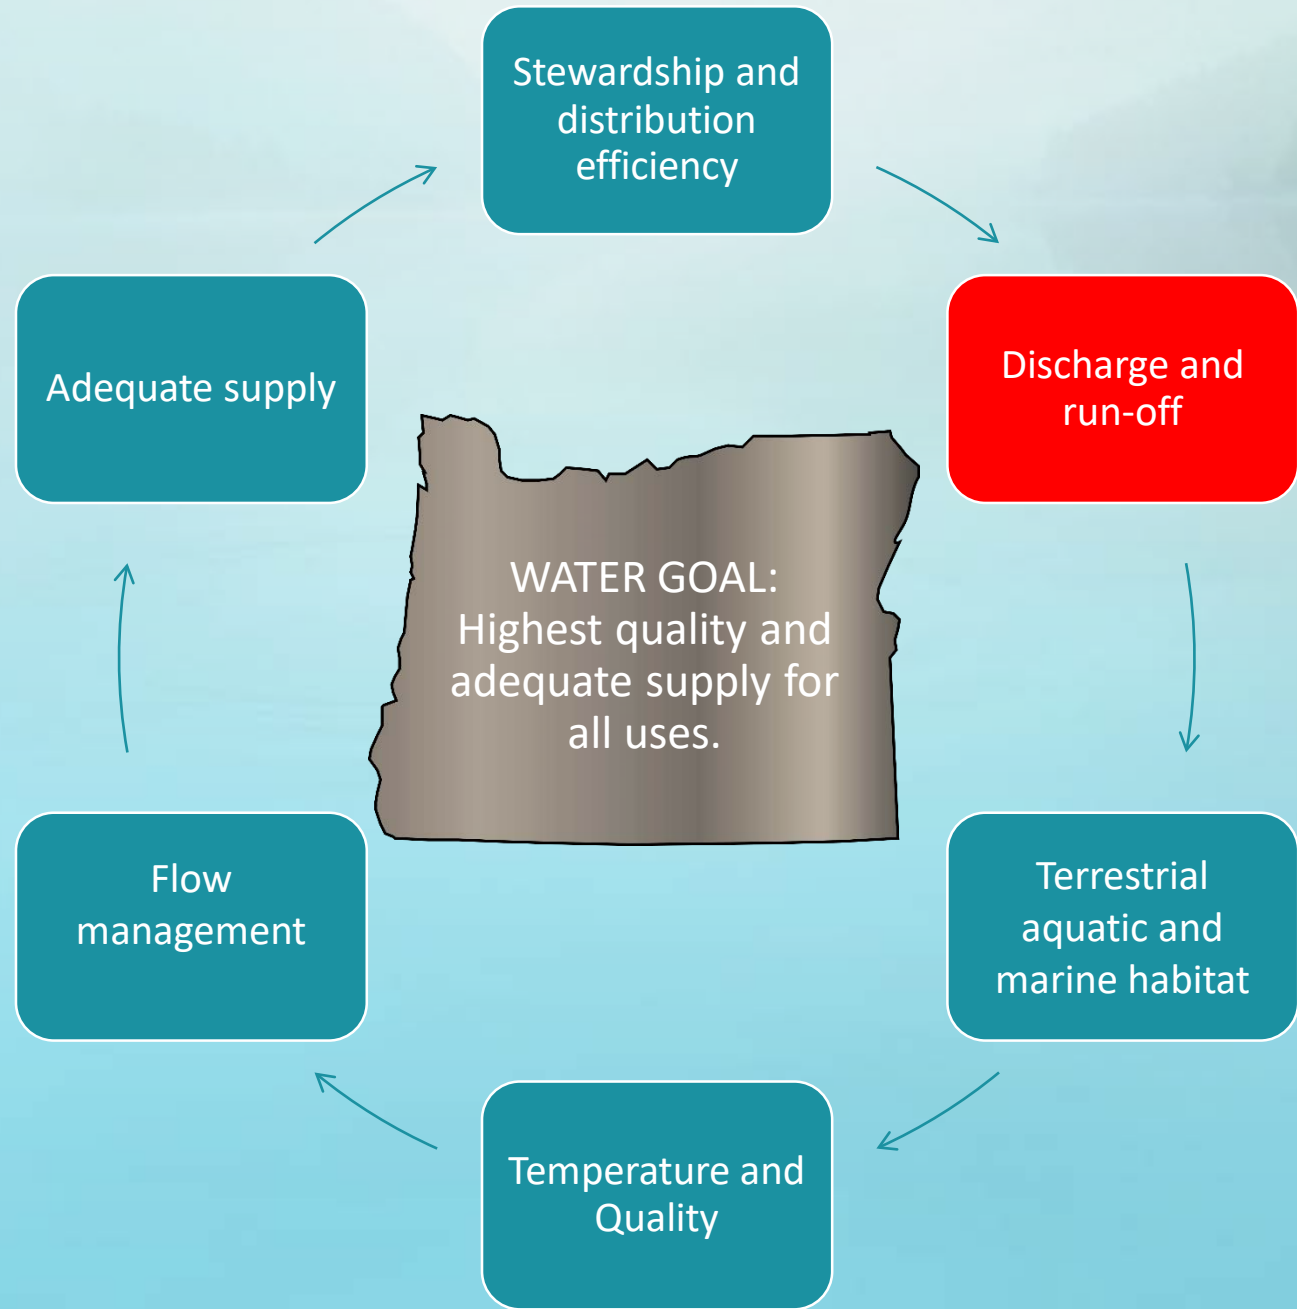 Stewardship and
distribution
efficiency
Discharge and
run-off
Terrestrial
aquatic and
marine habitat
Temperature and
Quality
Flow
management
Adequate supply
WATER GOAL:
Highest quality and
adequate supply for
all uses.